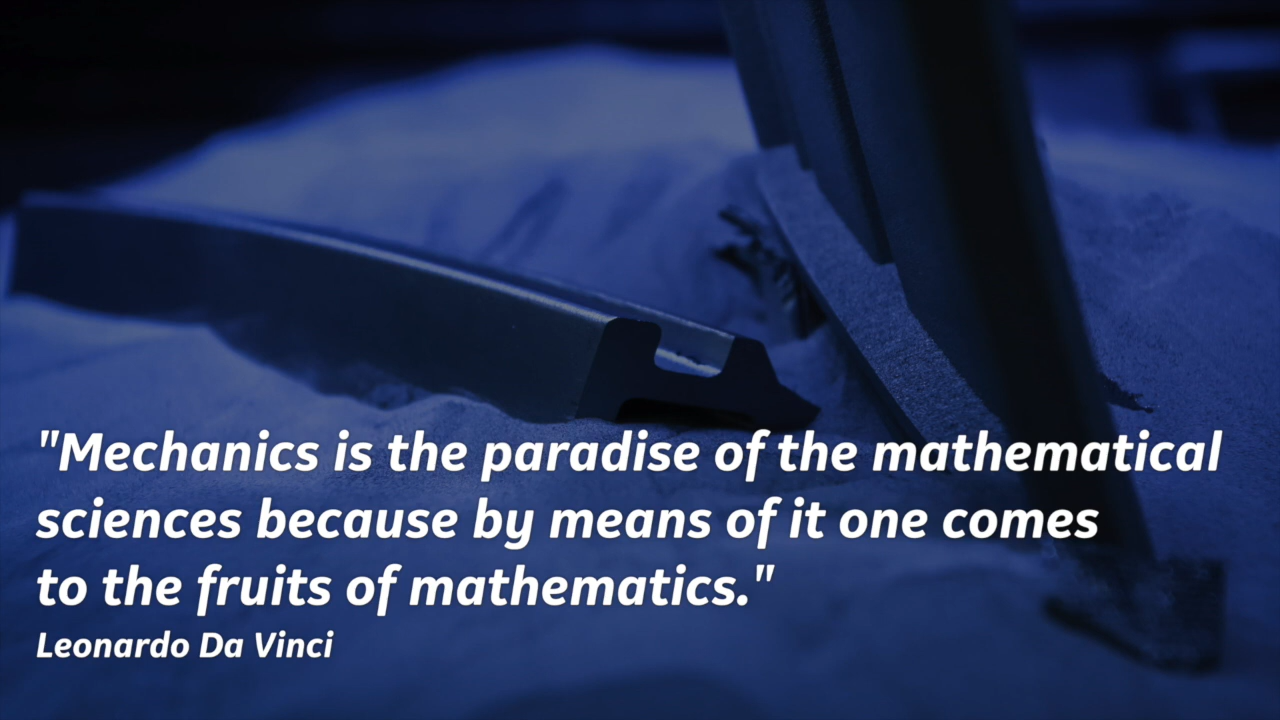 "Mechanics is the paradise of the mathematical
sciences because by means of it one comes
to the fruits of mathematics."
Leonardo Da Vinci